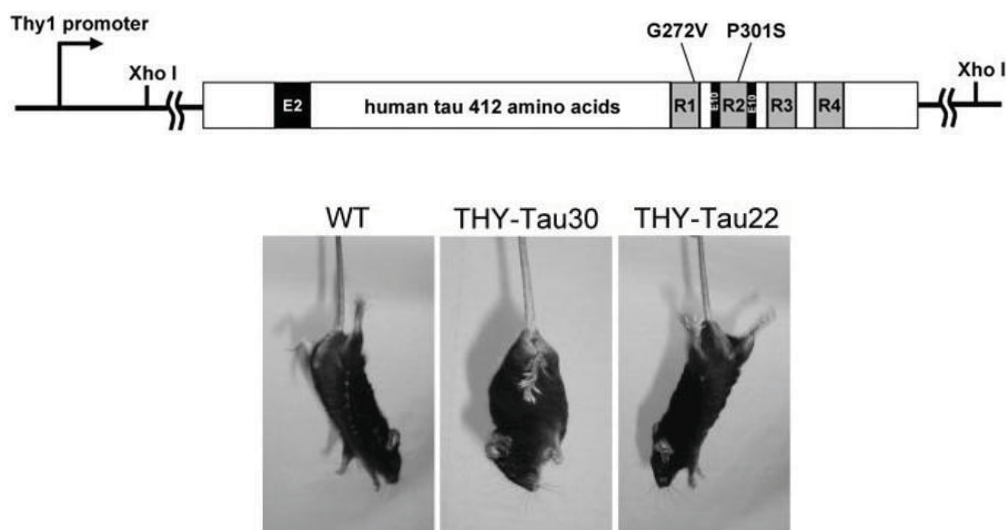 Thy1 promoter
G272V P301S
Xho I Xho I
E2 human tau 412 amino acids R1 E10 R2 E10 R3 R4
WT THY-Tau30 THY-Tau22